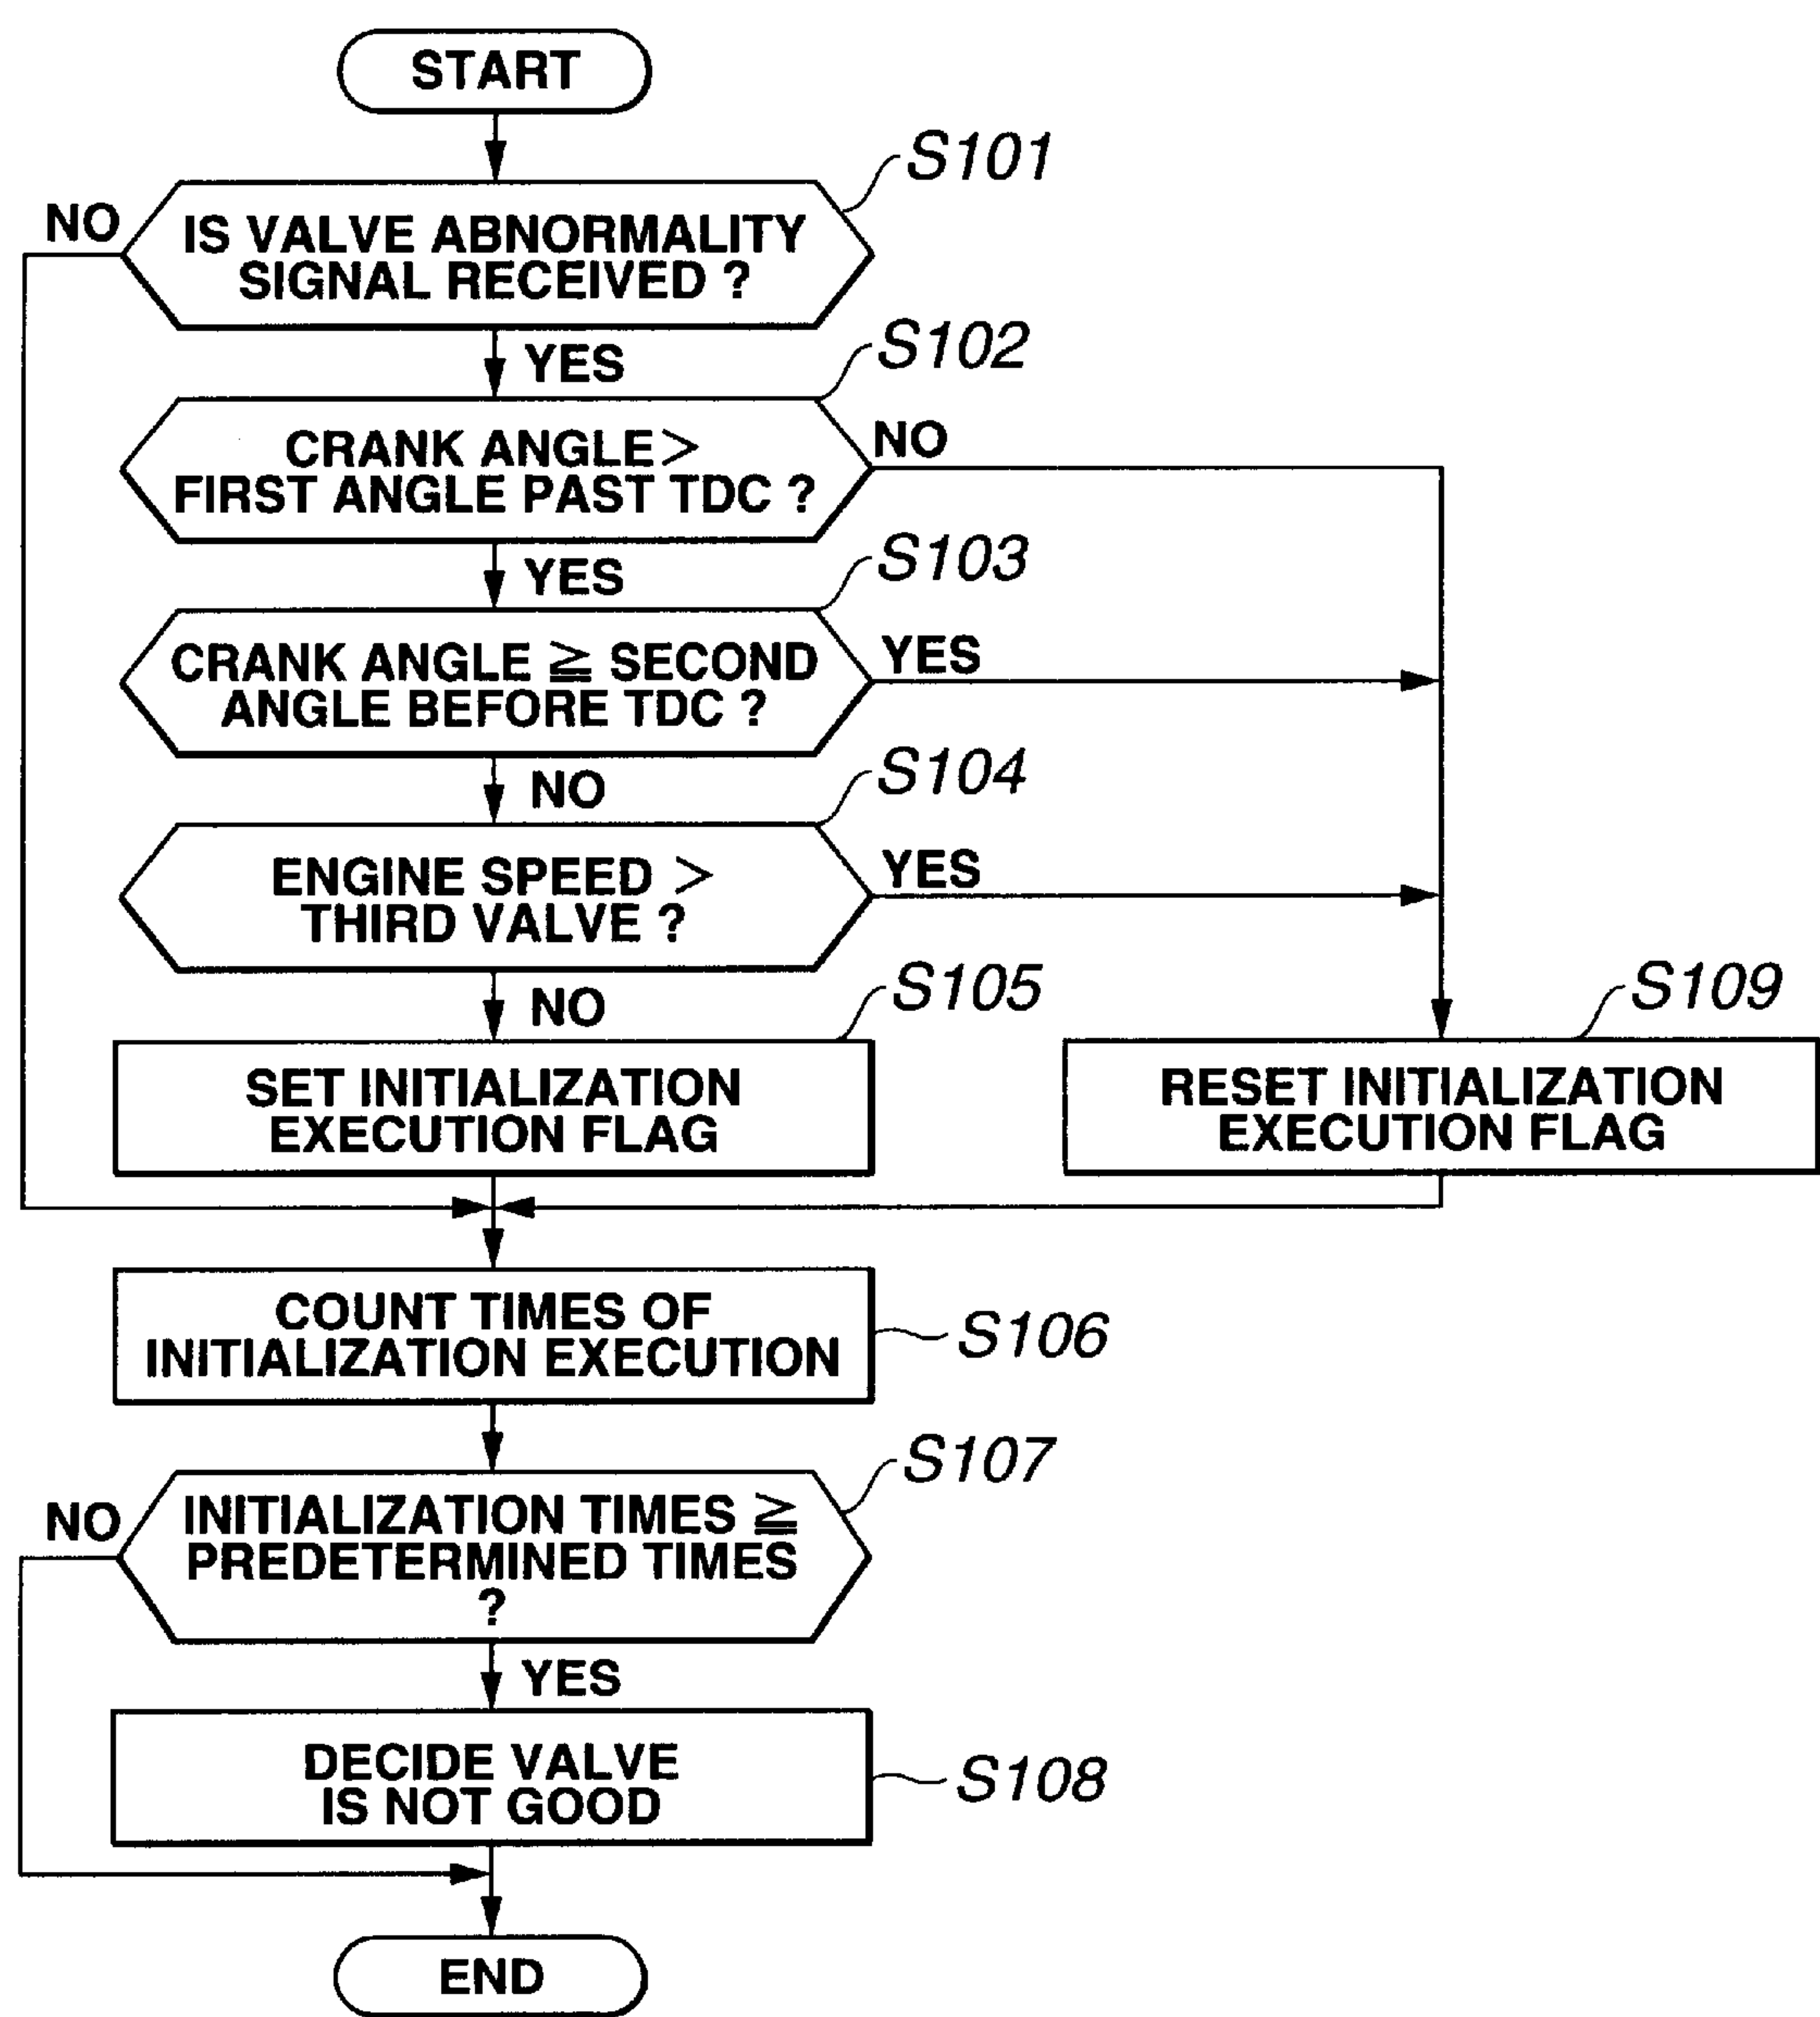 START
S101
NO
IS VALVE ABNORMALITY
SIGNAL RECEIVED ?
YES
S102
CRANK ANGLE >
FIRST ANGLE PAST TDC ?
NO
YES
S103
CRANK ANGLE ≧ SECOND
ANGLE BEFORE TDC ?
YES
NO
S104
ENGINE SPEED >
THIRD VALVE ?
YES
NO
S105
SET INITIALIZATION
EXECUTION FLAG
S109
RESET INITIALIZATION
EXECUTION FLAG
COUNT TIMES OF
INITIALIZATION EXECUTION
S106
S107
NO
INITIALIZATION TIMES ≧
PREDETERMINED TIMES
?
YES
DECIDE VALVE
IS NOT GOOD
S108
END